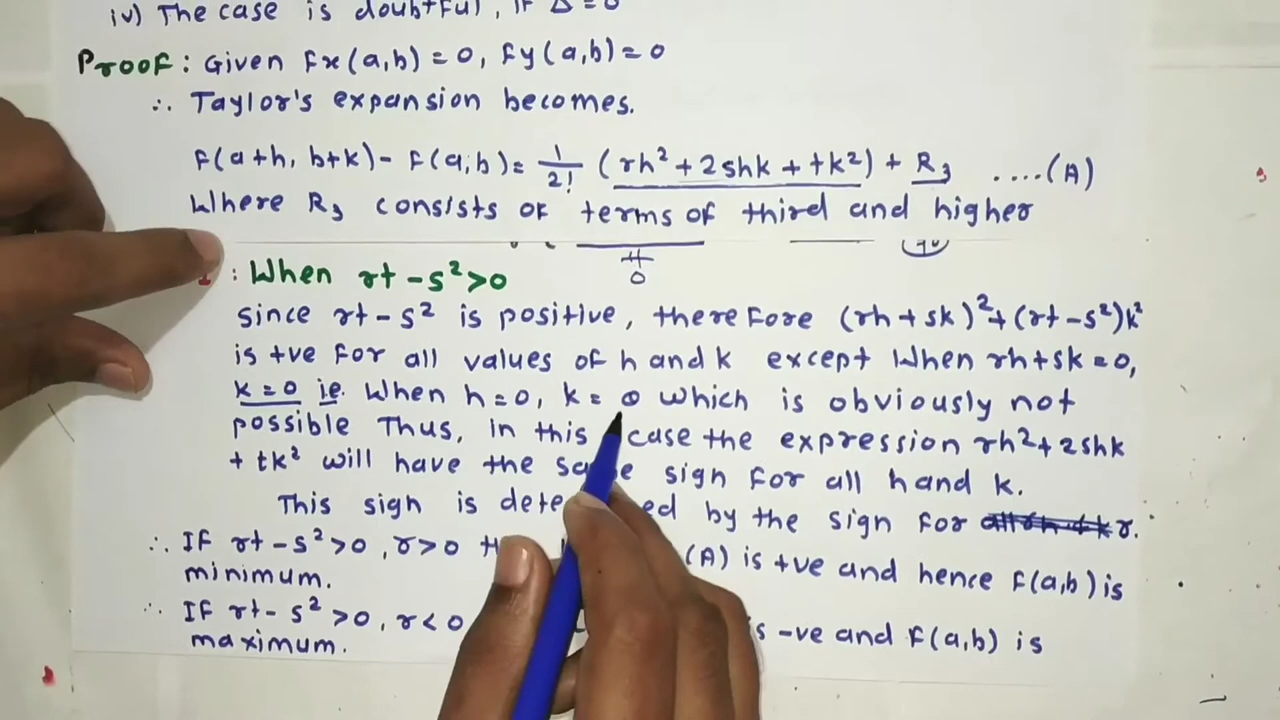 iv) The case is doubtful, if Δ = 0
Proof: Given fx(a,b) = 0, fy(a,b) = 0
∴ Taylor's expansion becomes.
f(a+h, b+k) - f(a,b) = 1/2! (rh² + 2shk + tk²) + R₃ ....(A)
Where R₃ consists of terms of third and higher
≠ 0
: When rt - s² > 0
since rt - s² is positive, therefore (rh + sk)² + (rt - s²)k²
is +ve for all values of h and k except when rh + sk = 0,
k = 0 ie. When h = 0, k = 0 which is obviously not
possible Thus, in this case the expression rh² + 2shk
+ tk² will have the same sign for all h and k.
This sign is determined by the sign for r.
∴ If rt - s² > 0, r > 0 (A) is +ve and hence f(a,b) is
minimum.
∴ If rt - s² > 0, r < 0 is -ve and f(a,b) is
maximum.